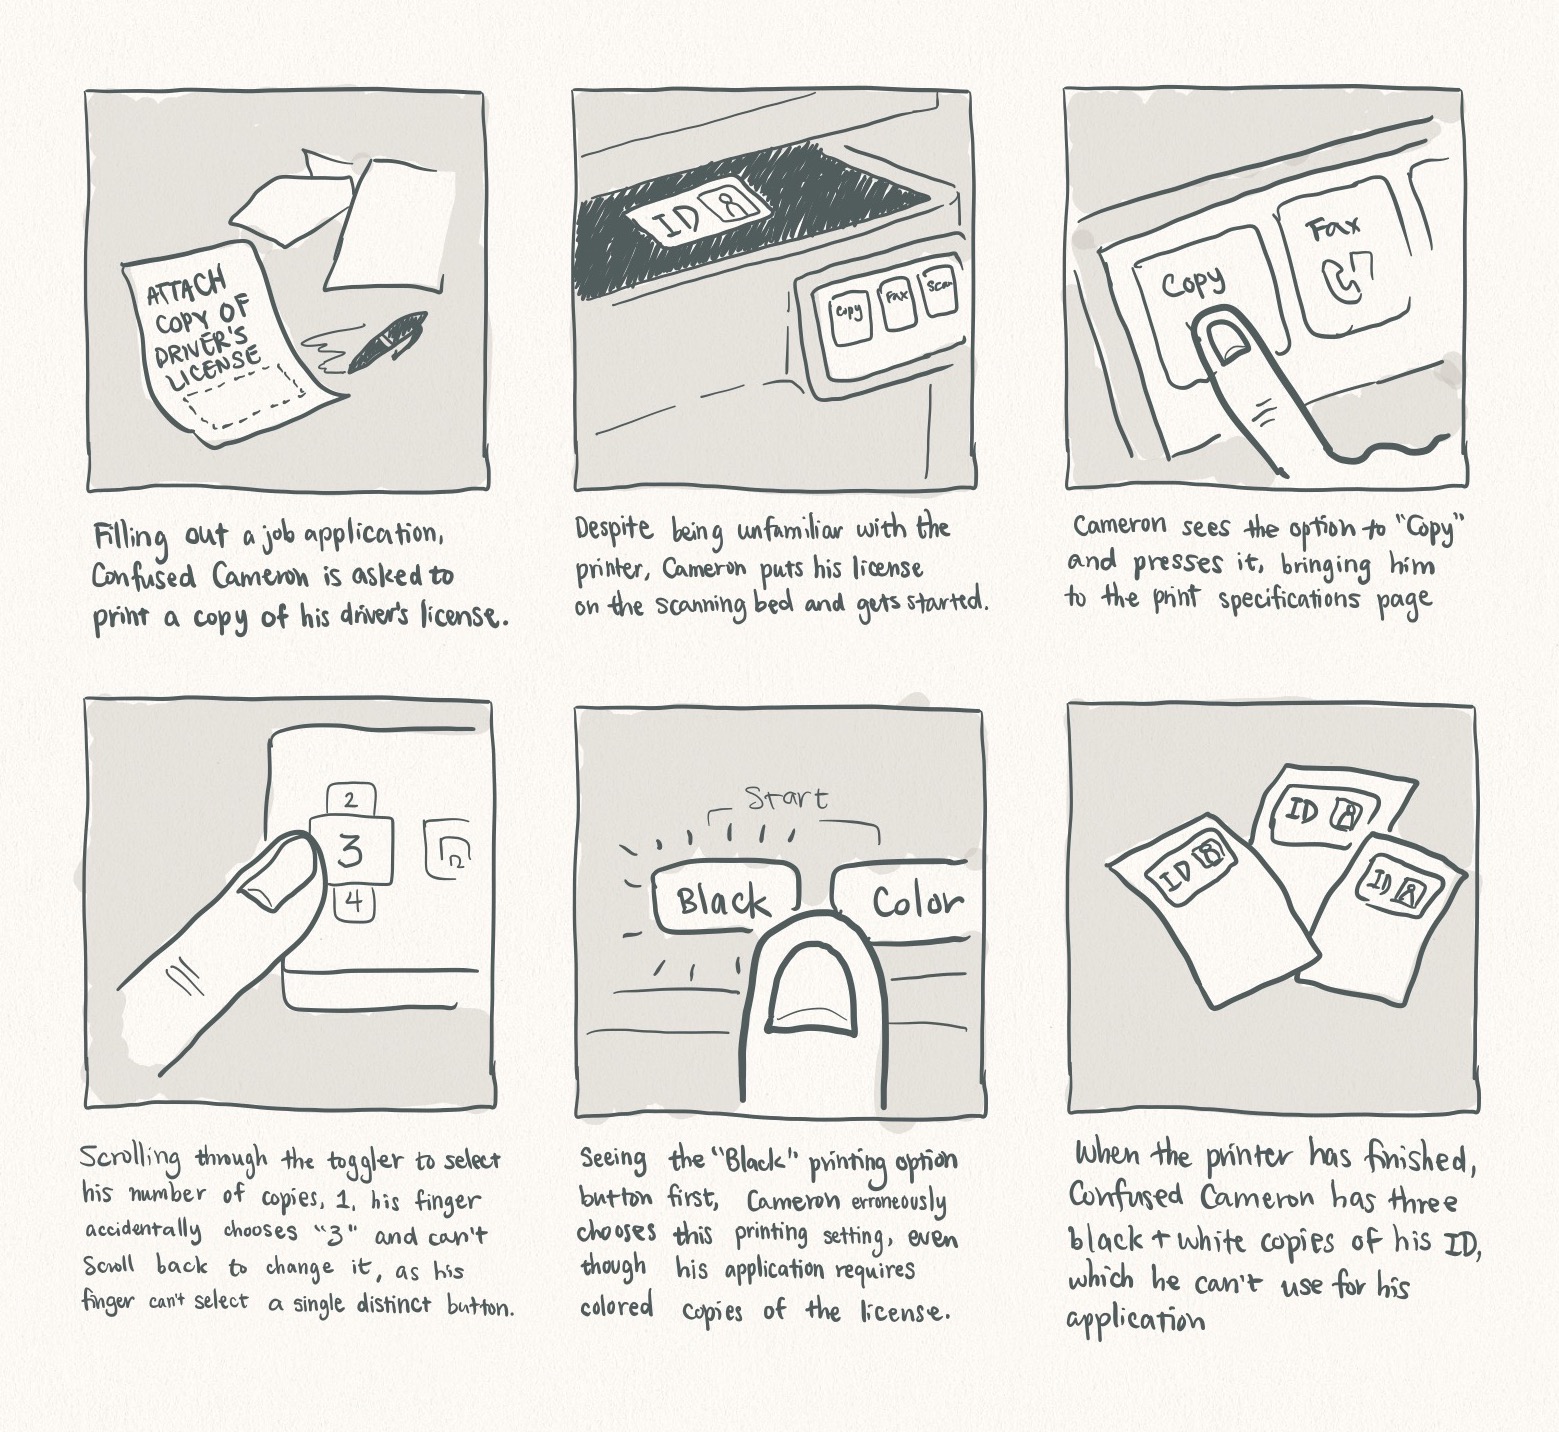 ATTACH
COPY OF
DRIVER'S
LICENSE
Filling out a job application,
Confused Cameron is asked to
print a copy of his driver's license.
ID
Copy
Fax
Scan
Despite being unfamiliar with the
printer, Cameron puts his license
on the scanning bed and gets started.
Copy
Fax
Cameron sees the option to "Copy"
and presses it, bringing him
to the print specifications page
2
3
4
Scrolling through the toggler to select
his number of copies, 1, his finger
accidentally chooses "3" and can't
Scroll back to change it, as his
finger can't select a single distinct button.
Start
Black
Color
Seeing the "Black" printing option
button first, Cameron erroneously
chooses this printing setting, even
though his application requires
colored copies of the license.
ID
ID
ID
When the printer has finished,
Confused Cameron has three
black + white copies of his ID,
which he can't use for his
application